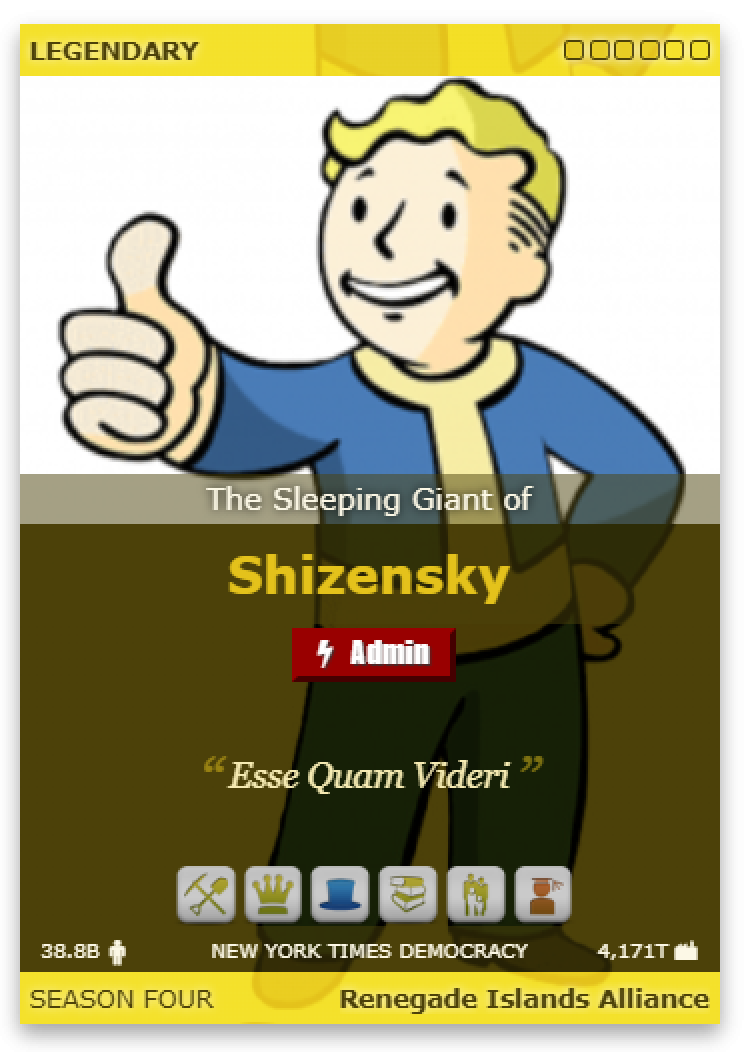 LEGENDARY
The Sleeping Giant of
Shizensky
Admin
“Esse Quam Videri”
38.8B NEW YORK TIMES DEMOCRACY 4,171T
SEASON FOUR Renegade Islands Alliance